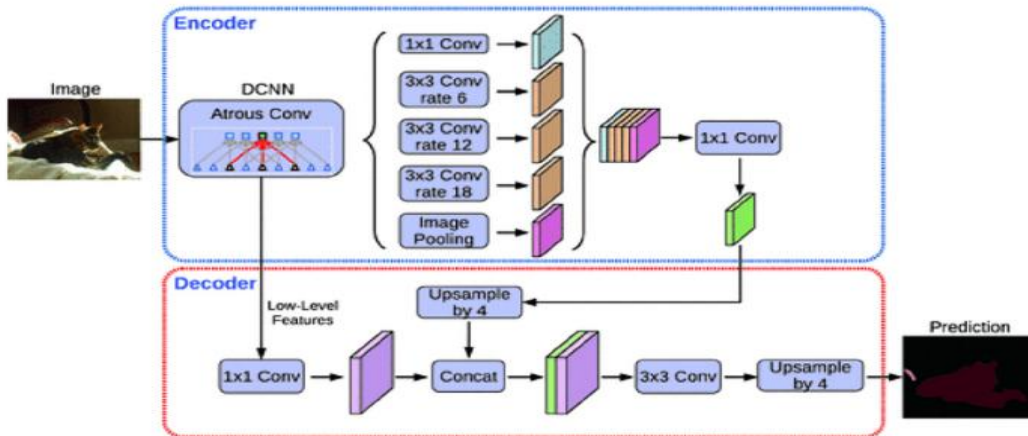 Encoder
Image
DCNN
Atrous Conv
1x1 Conv
3x3 Conv
rate 6
3x3 Conv
rate 12
3x3 Conv
rate 18
Image
Pooling
1x1 Conv
Decoder
Low-Level
Features
Upsample
by 4
1x1 Conv
Concat
3x3 Conv
Upsample
by 4
Prediction